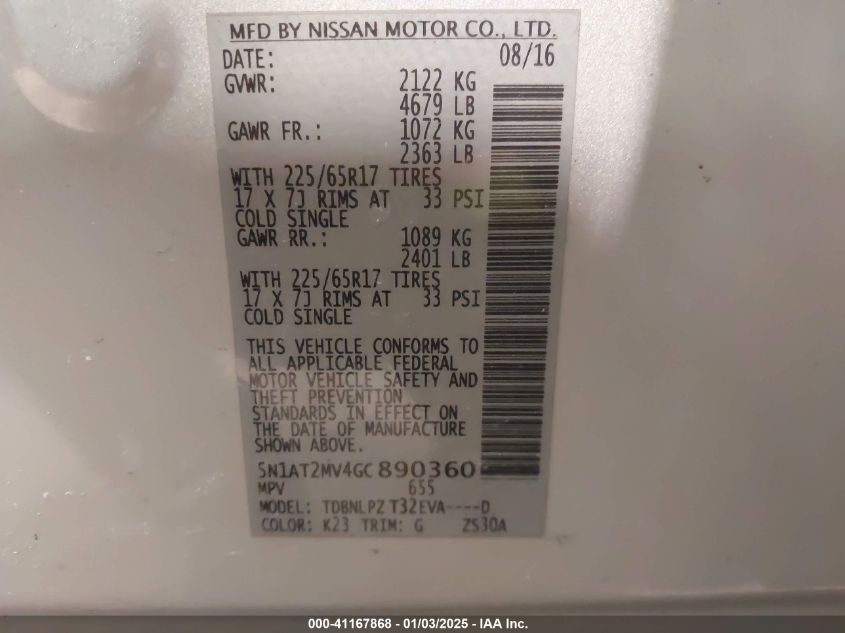 MFD BY NISSAN MOTOR CO., LTD.
DATE: 08/16
GVWR: 2122 KG
4679 LB
GAWR FR.: 1072 KG
2363 LB
WITH 225/65R17 TIRES
17 X 7J RIMS AT 33 PSI
COLD SINGLE
GAWR RR.: 1089 KG
2401 LB
WITH 225/65R17 TIRES
17 X 7J RIMS AT 33 PSI
COLD SINGLE
THIS VEHICLE CONFORMS TO
ALL APPLICABLE FEDERAL
MOTOR VEHICLE SAFETY AND
THEFT PREVENTION
STANDARDS IN EFFECT ON
THE DATE OF MANUFACTURE
SHOWN ABOVE.
5N1AT2MV4GC890360
MPV 655
MODEL: TDBNLPZ T32EVA----D
COLOR: K23 TRIM: G ZS30A
000-41167868 - 01/03/2025 - IAA Inc.